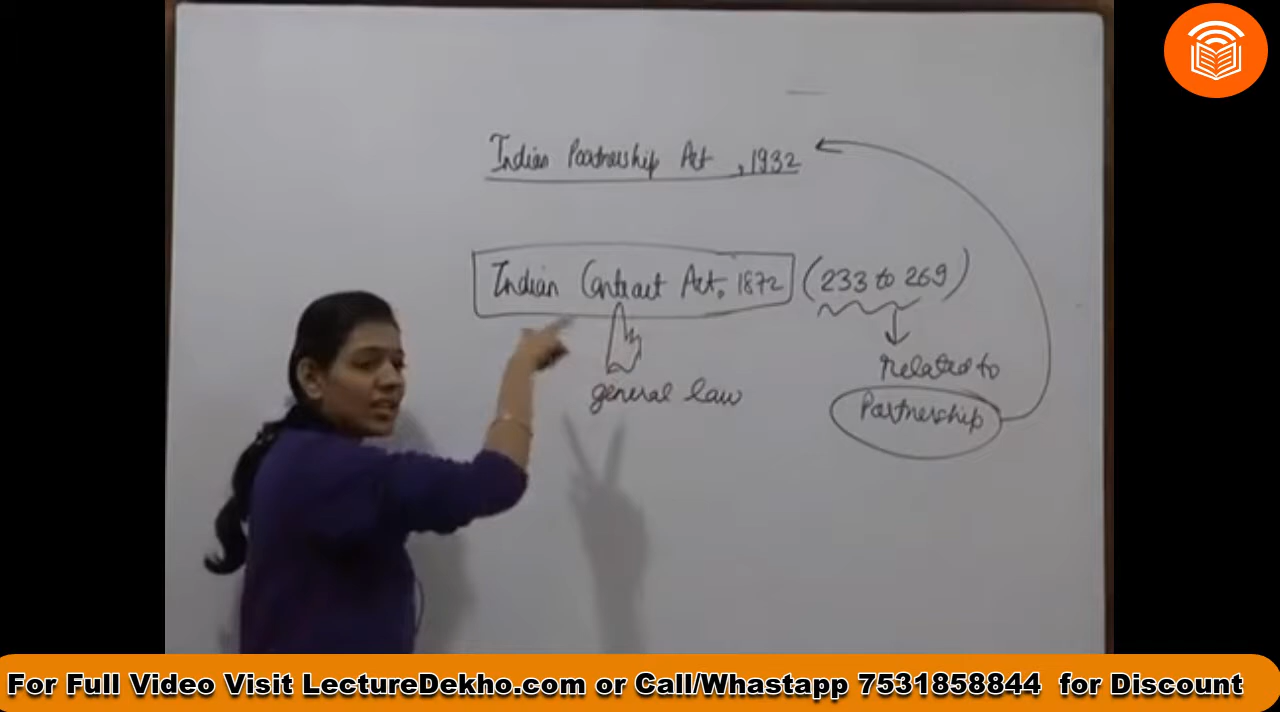 Indian Partnership Act , 1932
Indian Contract Act, 1872 (233 to 269)
related to
general law
Partnership
For Full Video Visit LectureDekho.com or Call/Whastapp 7531858844 for Discount